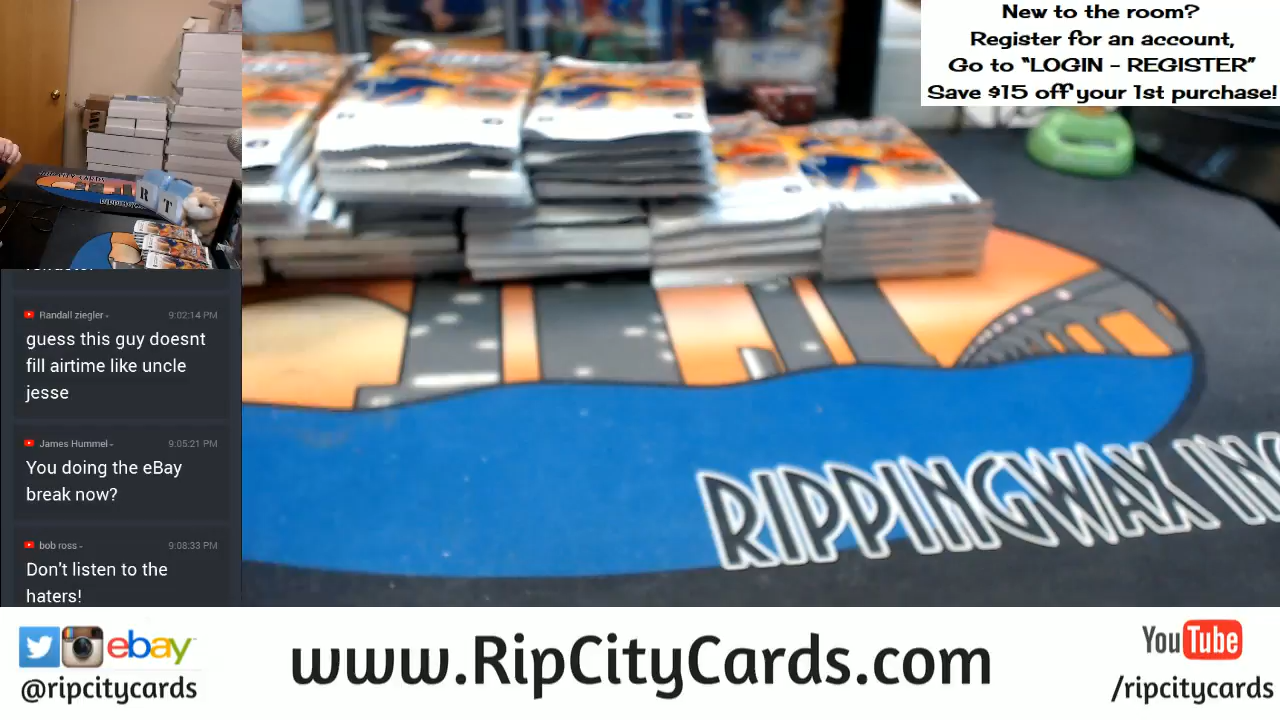 New to the room?
Register for an account,
Go to “LOGIN - REGISTER”
Save $15 off your 1st purchase!
R T
Randall ziegler -
9:02:14 PM
guess this guy doesnt
fill airtime like uncle
jesse
James Hummel -
9:05:21 PM
You doing the eBay
break now?
bob ross -
9:08:33 PM
Don't listen to the
haters!
RIPPINGWAX INC
ebay
@ripcitycards
www.RipCityCards.com
YouTube
/ripcitycards